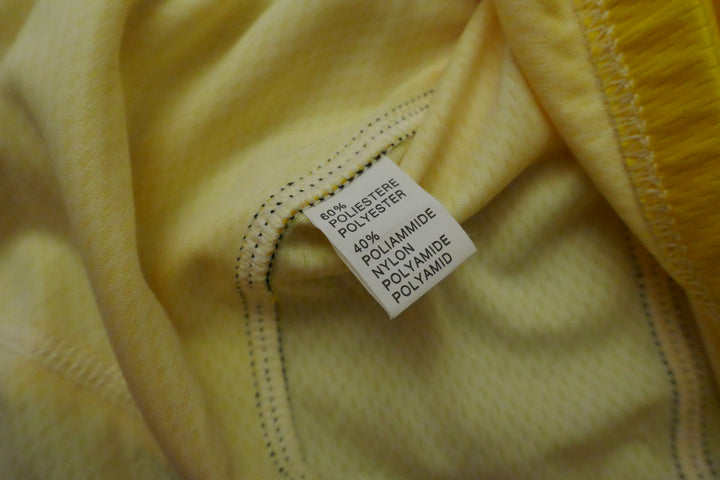 60%
POLIESTERE
POLYESTER
40%
POLIAMMIDE
NYLON
POLYAMIDE
POLYAMID